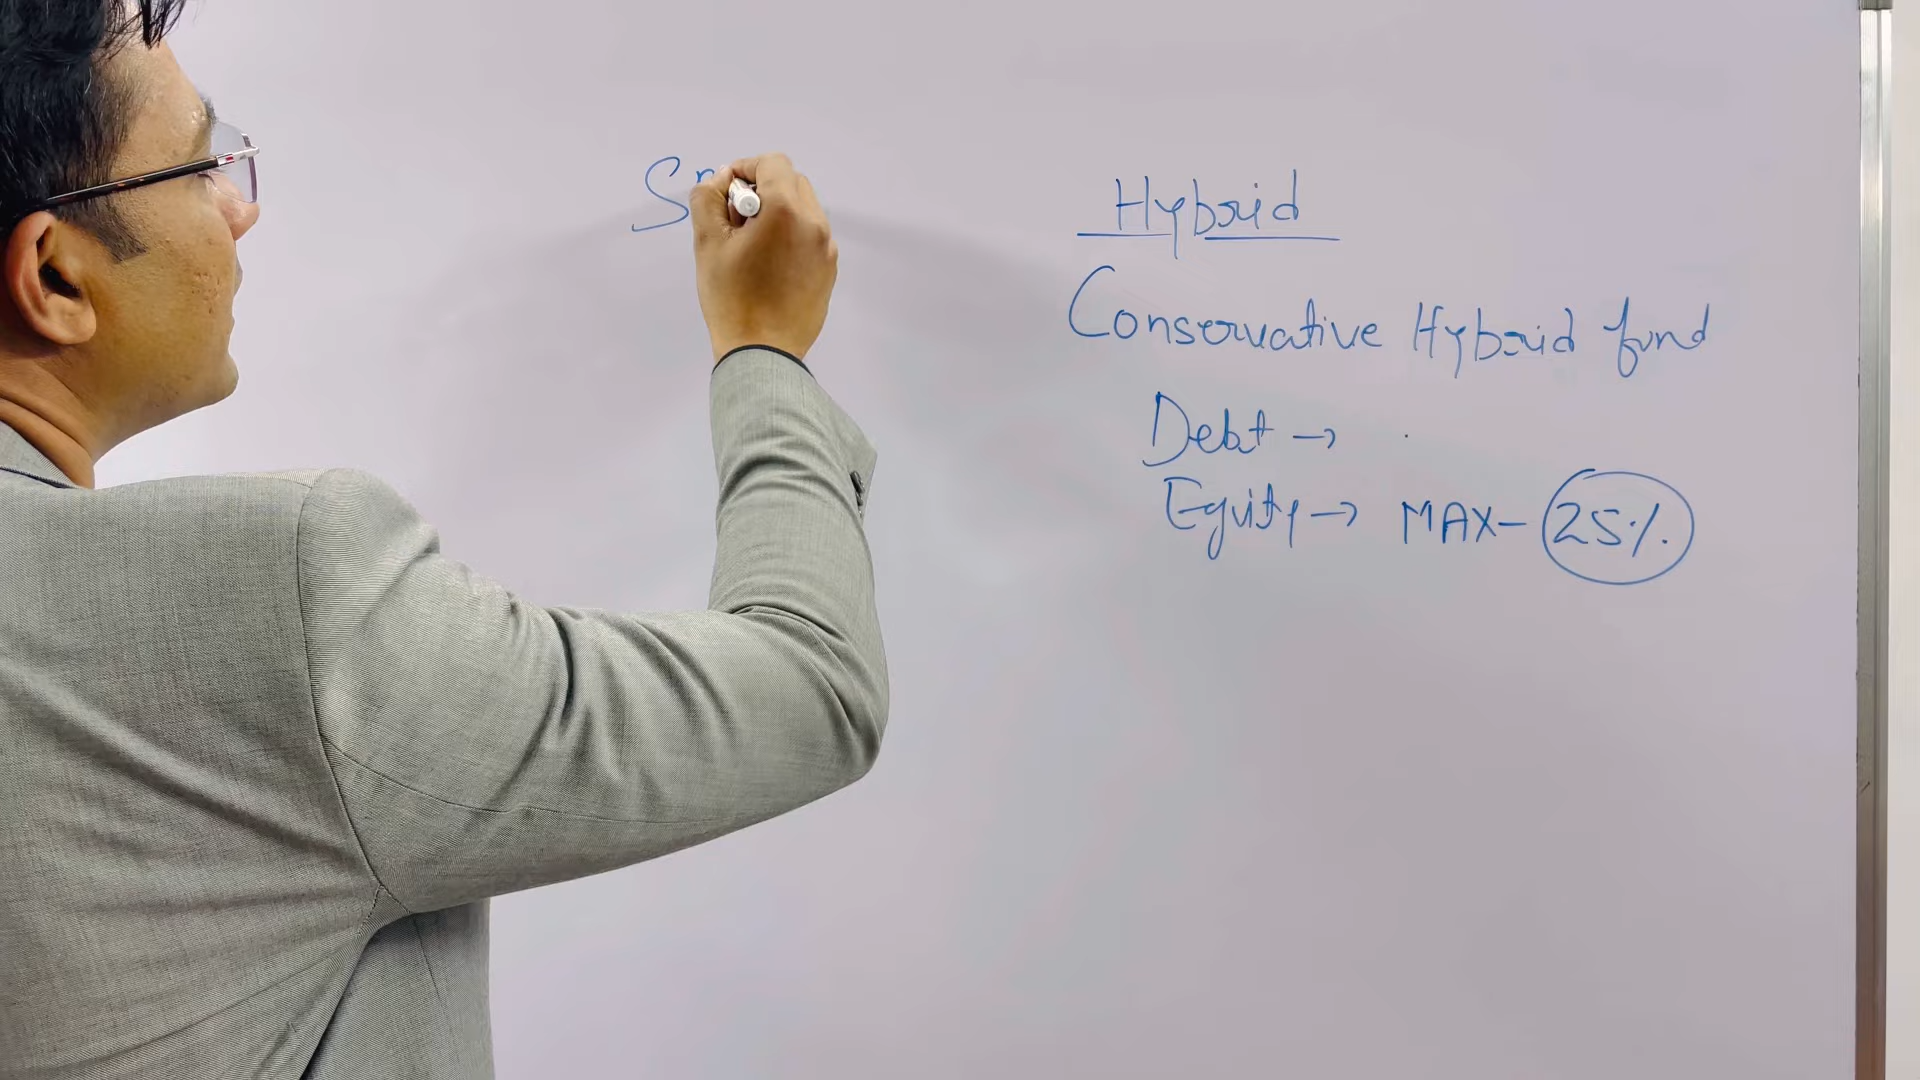 Hybrid
Conservative Hybrid fund
Debt →
Equity → MAX- 25%.